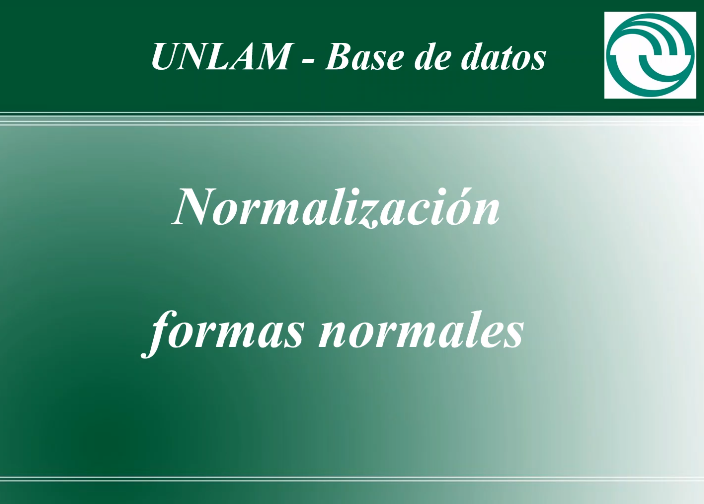 UNLAM - Base de datos
Normalización
formas normales